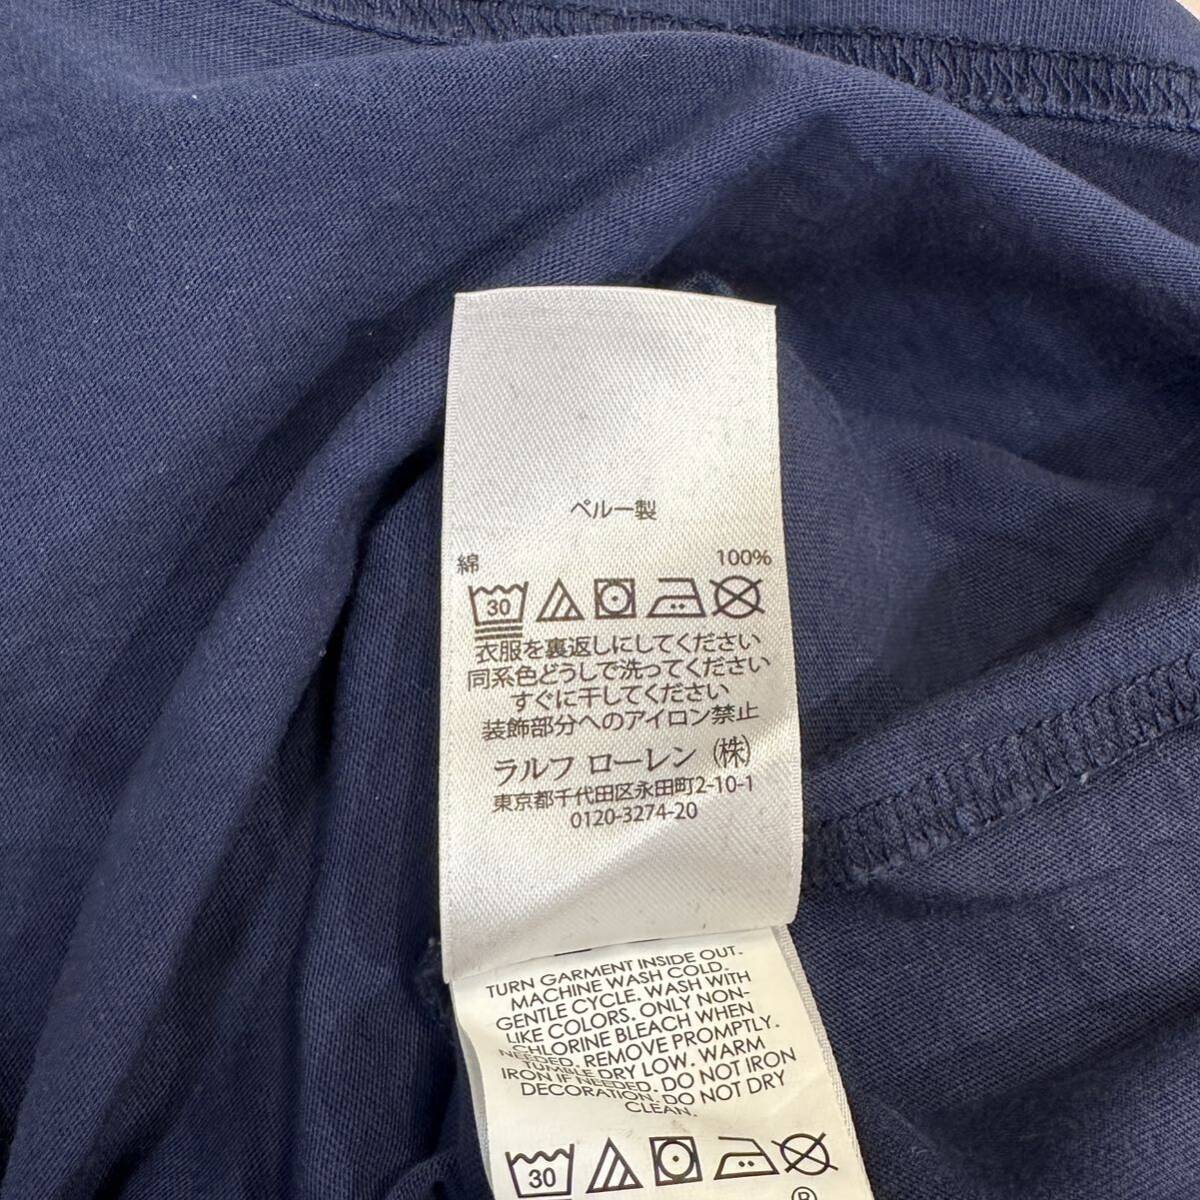 ペルー製
綿 100%
30
衣服を裏返しにしてください
同系色どうしで洗ってください
すぐに干してください
装飾部分へのアイロン禁止
ラルフ ローレン (株)
東京都千代田区永田町2-10-1
0120-3274-20
TURN GARMENT INSIDE OUT.
MACHINE WASH COLD.
GENTLE CYCLE. WASH WITH
LIKE COLORS. ONLY NON-
CHLORINE BLEACH WHEN
NEEDED. REMOVE PROMPTLY.
TUMBLE DRY LOW. WARM
IRON IF NEEDED. DO NOT IRON
DECORATION. DO NOT DRY
CLEAN.
30
®